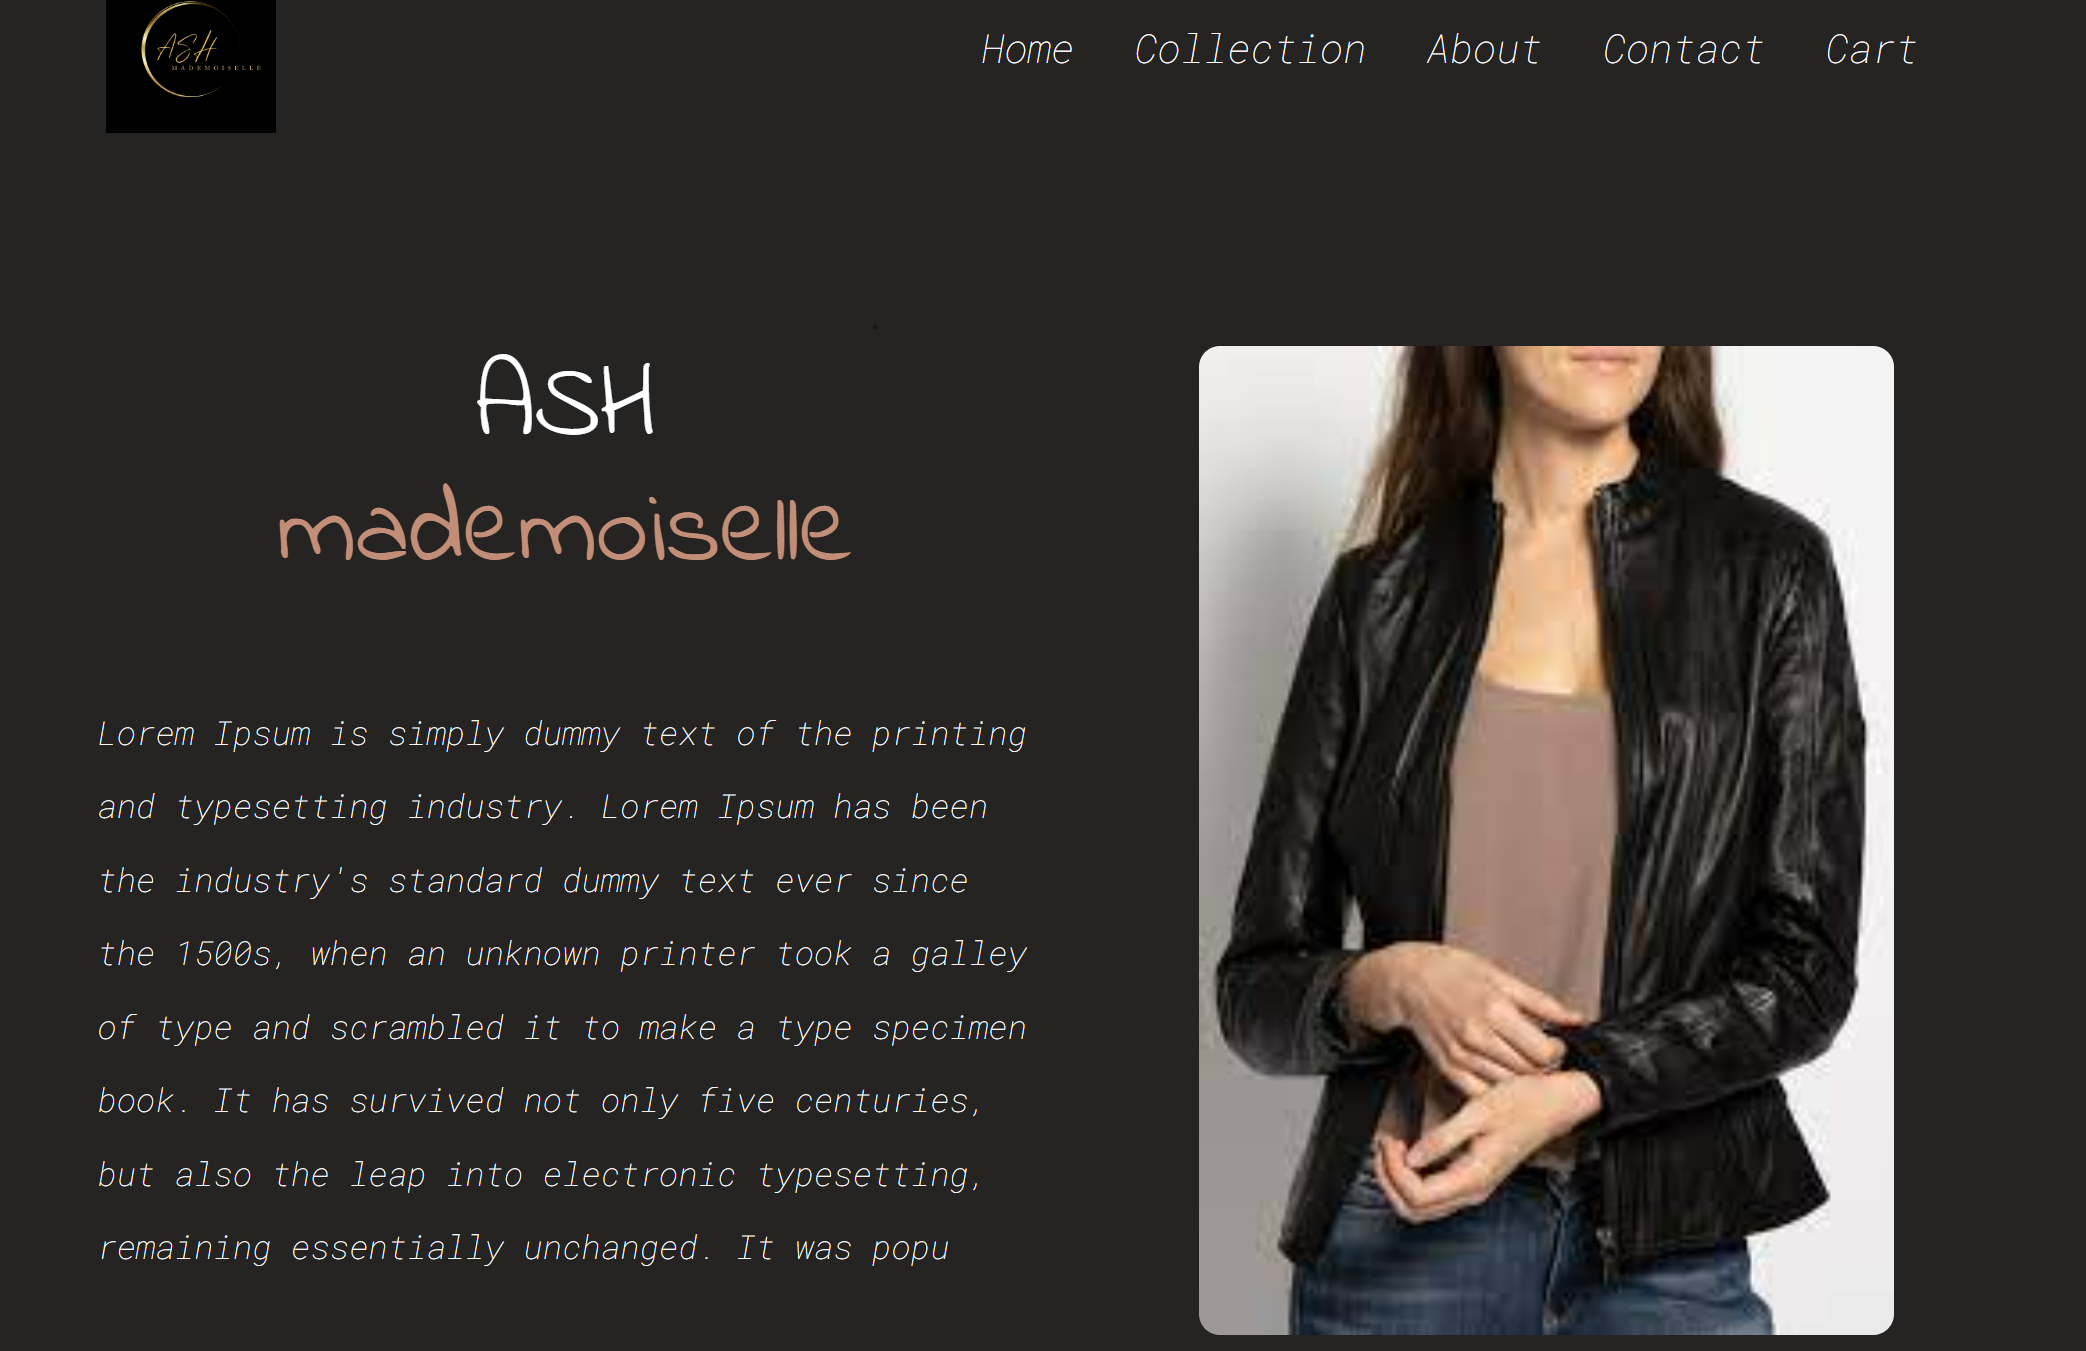 ASH
MADEMOISELLE
Home Collection About Contact Cart
ASH
mademoiselle
Lorem Ipsum is simply dummy text of the printing
and typesetting industry. Lorem Ipsum has been
the industry's standard dummy text ever since
the 1500s, when an unknown printer took a galley
of type and scrambled it to make a type specimen
book. It has survived not only five centuries,
but also the leap into electronic typesetting,
remaining essentially unchanged. It was popu